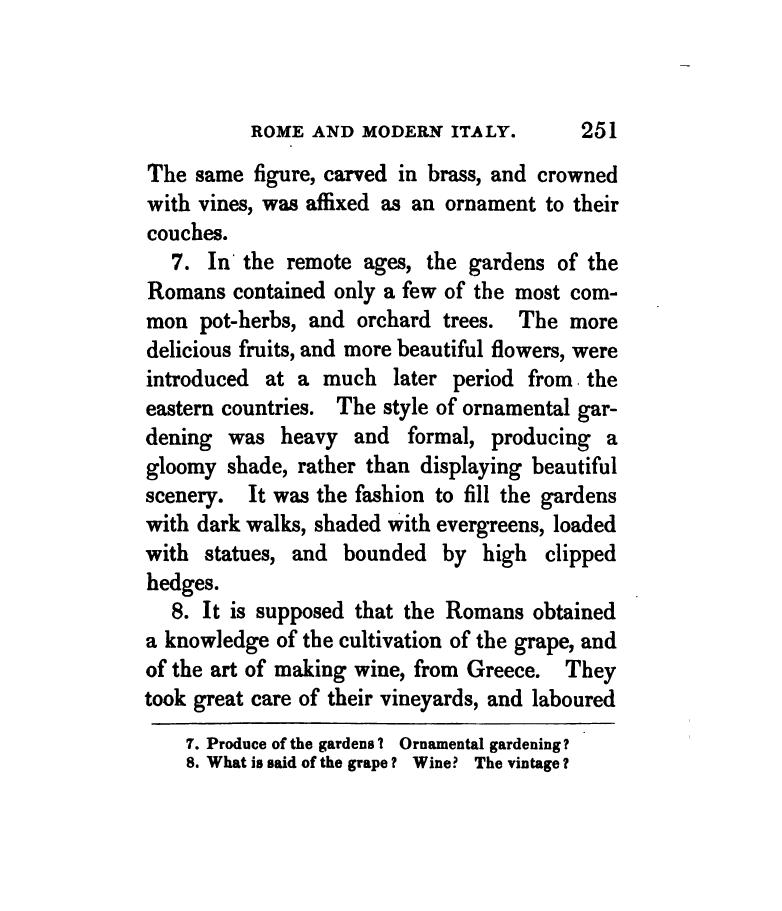 ROME AND MODERN ITALY. 251
The same figure, carved in brass, and crowned
with vines, was affixed as an ornament to their
couches.
7. In the remote ages, the gardens of the
Romans contained only a few of the most com-
mon pot-herbs, and orchard trees. The more
delicious fruits, and more beautiful flowers, were
introduced at a much later period from the
eastern countries. The style of ornamental gar-
dening was heavy and formal, producing a
gloomy shade, rather than displaying beautiful
scenery. It was the fashion to fill the gardens
with dark walks, shaded with evergreens, loaded
with statues, and bounded by high clipped
hedges.
8. It is supposed that the Romans obtained
a knowledge of the cultivation of the grape, and
of the art of making wine, from Greece. They
took great care of their vineyards, and laboured
7. Produce of the gardens? Ornamental gardening?
8. What is said of the grape? Wine? The vintage?